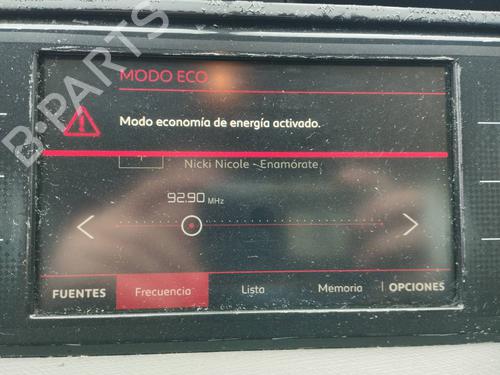 MODO ECO
Modo economía de energía activado.
Nicki Nicole - Enamórate
92.90 MHz
FUENTES Frecuencia Lista Memoria OPCIONES
B-PARTS